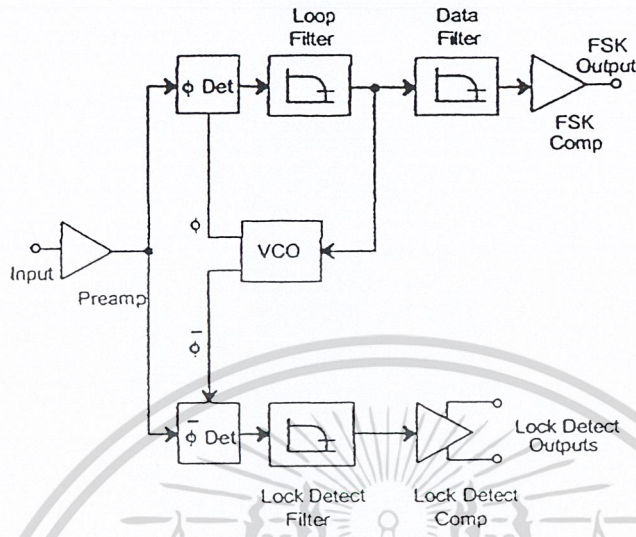 Loop
Filter
Data
Filter
FSK
Output
ϕ Det
FSK
Comp
ϕ
VCO
Input
Preamp
ϕ̅
ϕ̅ Det
Lock Detect
Outputs
Lock Detect
Filter
Lock Detect
Comp